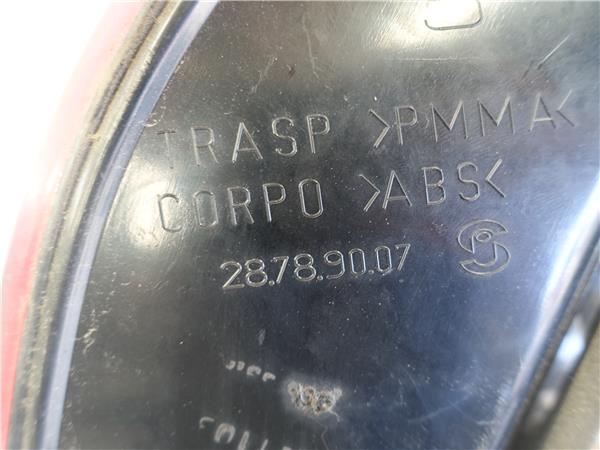 TRASP >PMMA<
CORPO >ABS<
28.78.90.07